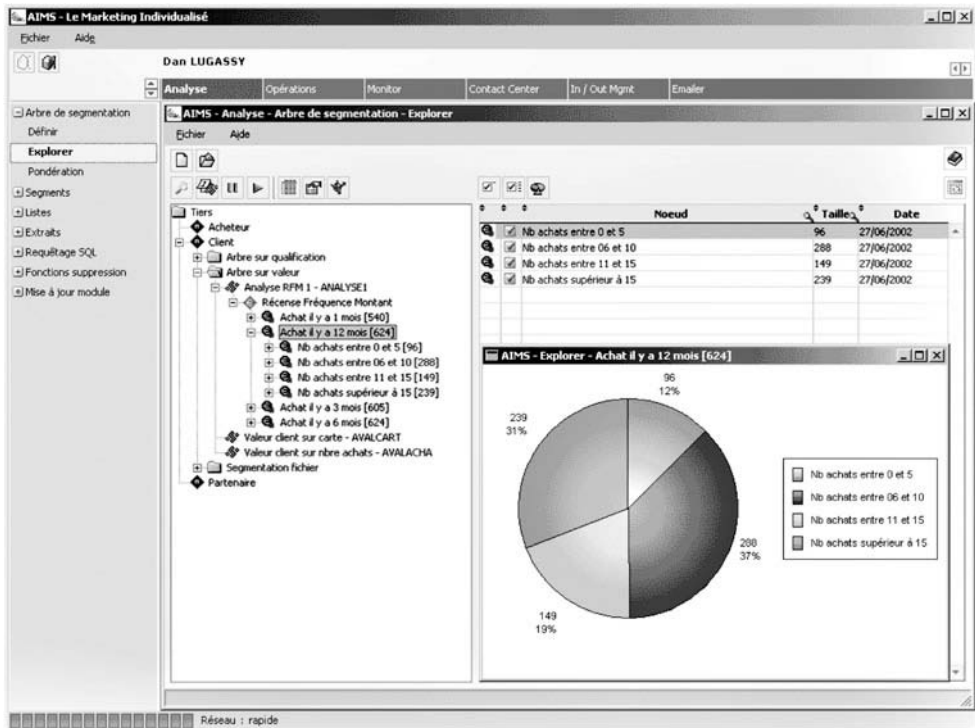 AIMS - Le Marketing Individualisé
Fichier Aide
Dan LUGASSY
Analyse Opérations Monitor Contact Center In / Out Mgmt Emailer
Arbre de segmentation
Définir
Explorer
Pondération
Segments
Listes
Extraits
Requêtage SQL
Fonctions suppression
Mise à jour module
AIMS - Analyse - Arbre de segmentation - Explorer
Fichier Aide
Tiers
Acheteur
Client
Arbre sur qualification
Arbre sur valeur
Analyse RFM 1 - ANALYSE1
Récense Fréquence Montant
Achat il y a 1 mois [540]
Achat il y a 12 mois [624]
Nb achats entre 0 et 5 [96]
Nb achats entre 06 et 10 [288]
Nb achats entre 11 et 15 [149]
Nb achats supérieur à 15 [239]
Achat il y a 3 mois [605]
Achat il y a 6 mois [624]
Valeur client sur carte - AVALCART
Valeur client sur nbre achats - AVALACHA
Segmentation fichier
Partenaire
Noeud Taille Date
Nb achats entre 0 et 5 96 27/06/2002
Nb achats entre 06 et 10 288 27/06/2002
Nb achats entre 11 et 15 149 27/06/2002
Nb achats supérieur à 15 239 27/06/2002
AIMS - Explorer - Achat il y a 12 mois [624]
96
12%
239
31%
288
37%
149
19%
Nb achats entre 0 et 5
Nb achats entre 06 et 10
Nb achats entre 11 et 15
Nb achats supérieur à 15
Réseau : rapide